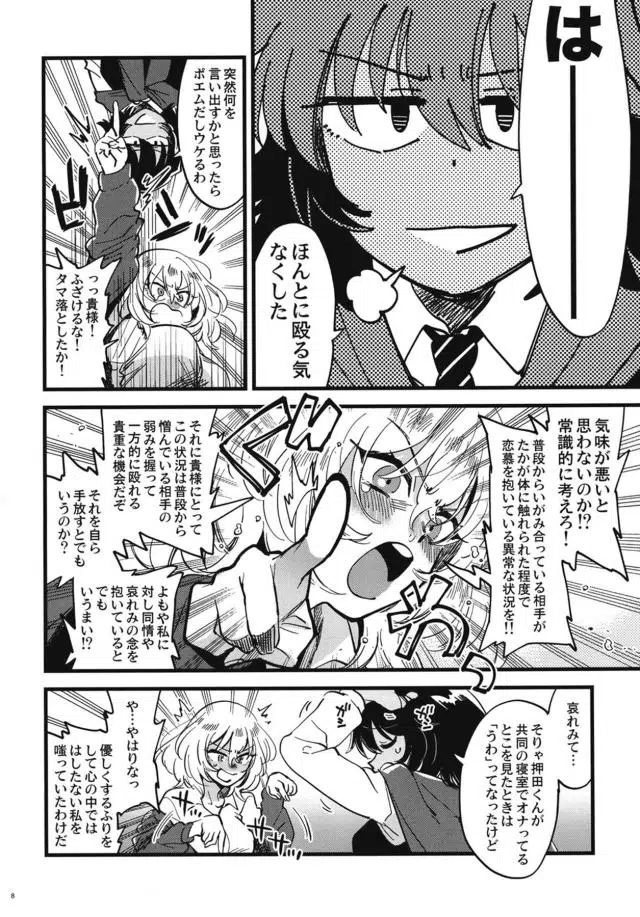 はーー
ほんとに殴る気
なくした
突然何を
言い出すかと思ったら
ポエムだしウケるわ
ビシッ
っっ貴様！
ふざけるな！
タマ落としたか！
気味が悪いと
思わないのか!?
常識的に考えろ！
普段からいがみ合っている相手が
たかが体に触れられた程度で
恋慕を抱いている異常な状況を!!
ぐぬ
ぐわっ
それに貴様にとって
この状況は普段から
憎んでいる相手の
弱みを握って
一方的に殴れる
貴重な機会だぞ
それを自ら
手放すとでも
いうのか？
よもや私に
対し同情や
哀れみの念を
抱いていると
でも
いうまい!?
哀れみて…
そりゃ押田くんが
共同の寝室でオナってる
とこを見たときは
「うわ」ってなったけど
や…やはりなっ
優しくするふりを
して心の中では
はしたない私を
嗤っていたわけだ
8